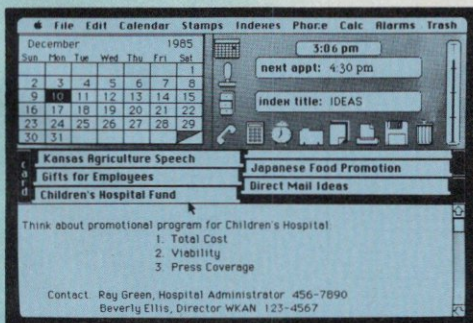 File Edit Calendar Stamps Indexes Phone Calc Alarms Trash
December 1985
Sun Mon Tue Wed Thu Fri Sat
1
2 3 4 5 6 7 8
9 10 11 12 13 14 15
16 17 18 19 20 21 22
23 24 25 26 27 28 29
30 31
3:06 pm
next appt: 4:30 pm
index title: IDEAS
card
Kansas Agriculture Speech
Gifts for Employees
Children's Hospital Fund
Japanese Food Promotion
Direct Mail Ideas
Think about promotional program for Children's Hospital
1. Total Cost
2. Viability
3. Press Coverage
Contact: Ray Green, Hospital Administrator 456-7890
Beverly Ellis, Director WKAN 123-4567